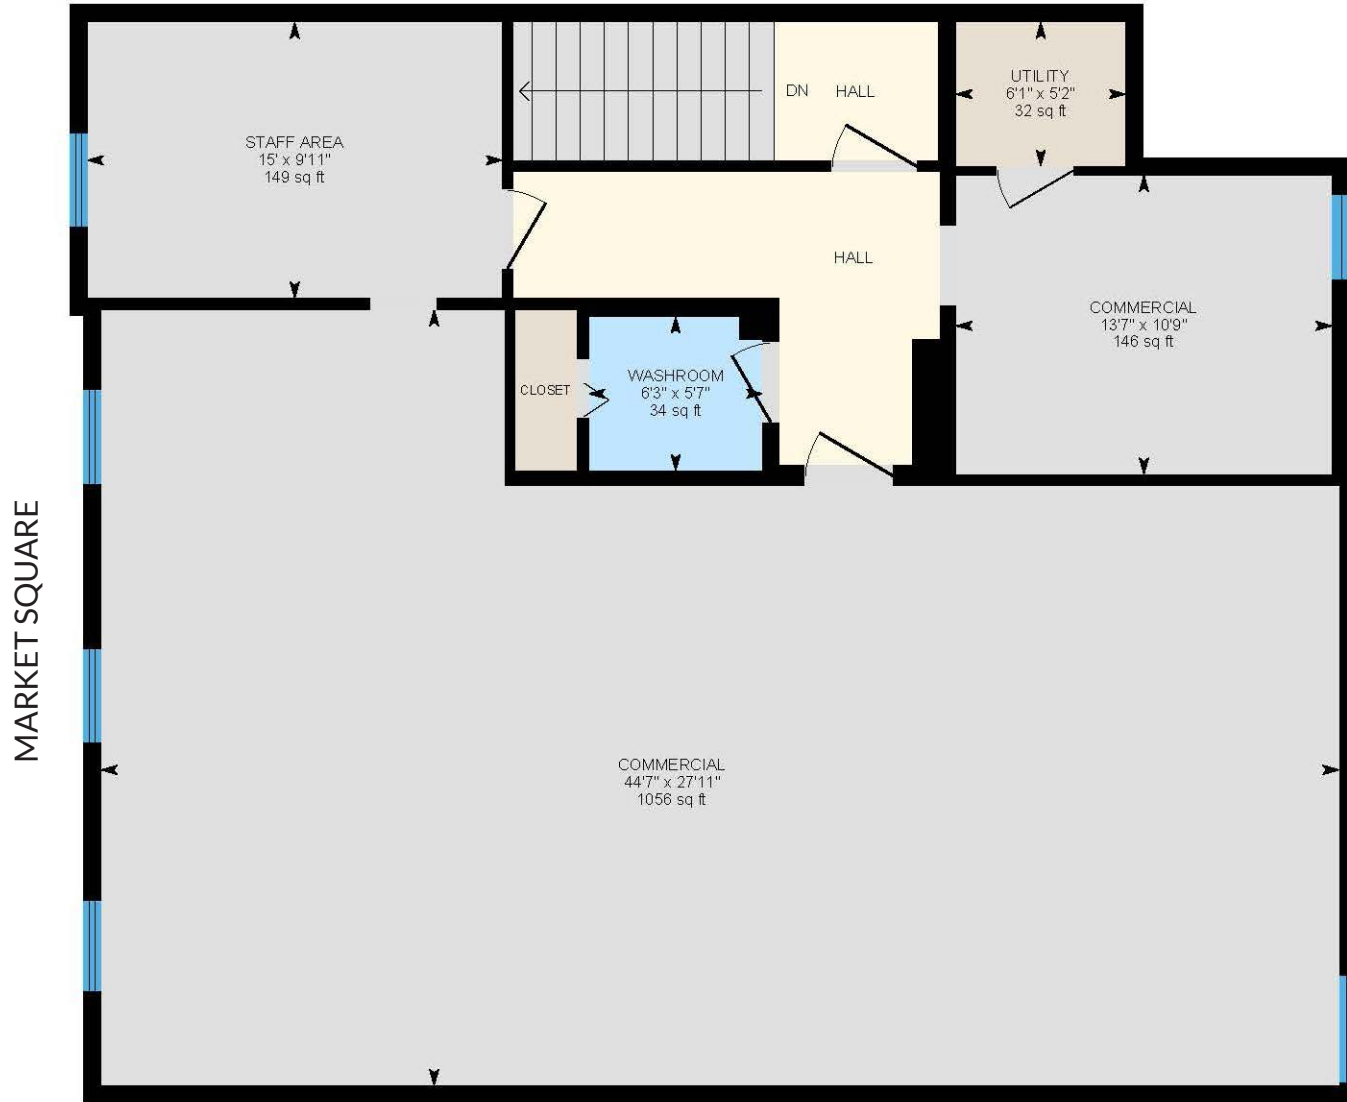 STAFF AREA
15' x 9'11"
149 sq ft
DN
HALL
UTILITY
6'1" x 5'2"
32 sq ft
HALL
COMMERCIAL
13'7" x 10'9"
146 sq ft
CLOSET
WASHROOM
6'3" x 5'7"
34 sq ft
MARKET SQUARE
COMMERCIAL
44'7" x 27'11"
1056 sq ft